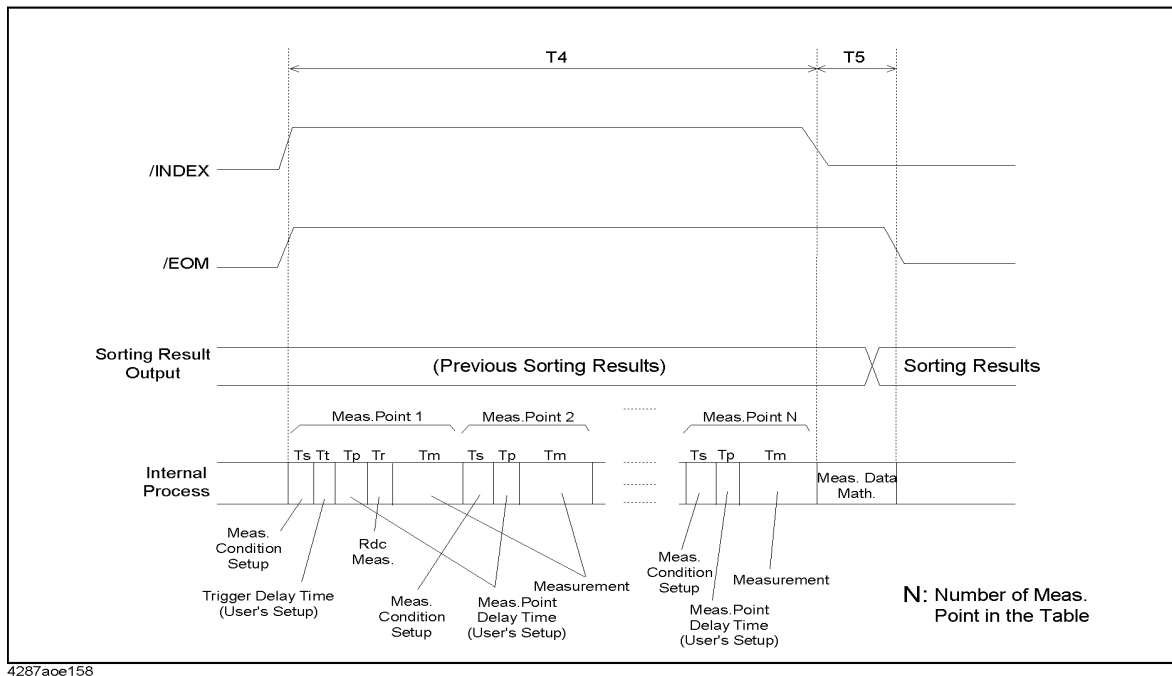 T4
T5
/INDEX
/EOM
Sorting Result
Output
(Previous Sorting Results)
Sorting Results
Meas.Point 1
Meas.Point 2
Meas.Point N
Ts Tt Tp Tr Tm Ts Tp Tm
Ts Tp Tm
Internal
Process
Meas. Data
Math.
Meas.
Condition
Setup
Rdc
Meas.
Trigger Delay Time
(User's Setup)
Meas.
Condition
Setup
Meas.Point
Delay Time
(User's Setup)
Measurement
Meas.
Condition
Setup
Measurement
Meas.Point
Delay Time
(User's Setup)
N: Number of Meas.
Point in the Table
4287aoe158